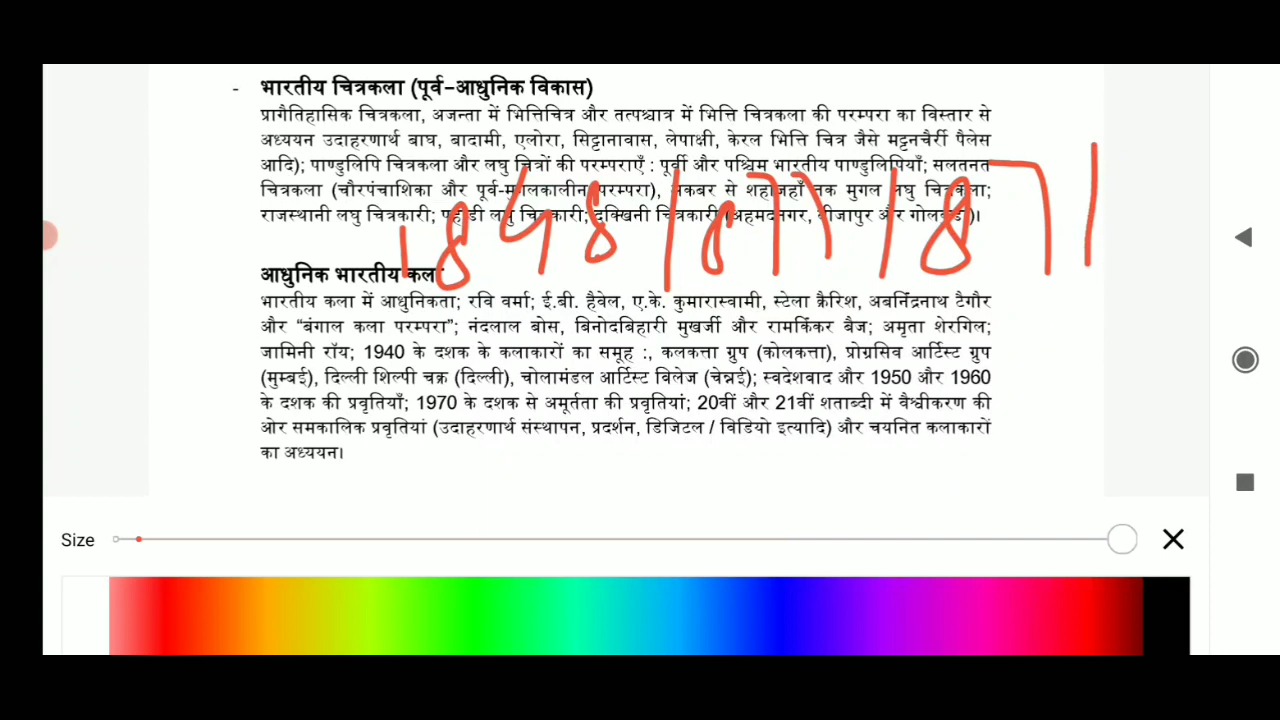 - भारतीय चित्रकला (पूर्व-आधुनिक विकास)
प्रागैतिहासिक चित्रकला, अजन्ता में भित्तिचित्र और तत्पश्चात्र में भित्ति चित्रकला की परम्परा का विस्तार से
अध्ययन उदाहरणार्थ बाघ, बादामी, एलोरा, सिट्टानावास, लेपाक्षी, केरल भित्ति चित्र जैसे मट्टनचैर्री पैलेस
आदि); पाण्डुलिपि चित्रकला और लघु चित्रों की परम्पराएँ : पूर्वी और पश्चिम भारतीय पाण्डुलिपियाँ; सलतनत
चित्रकला (चौरपंचाशिका और पूर्व-मुगलकालीन परम्परा), अकबर से शहाजहाँ तक मुगल लघु चित्रकला;
राजस्थानी लघु चित्रकारी; पहाड़ी लघु चित्रकारी; दक्खिनी चित्रकारी (अहमदनगर, बीजापुर और गोलकुंडा)।
1848 1877 1871
आधुनिक भारतीय कला
भारतीय कला में आधुनिकता; रवि वर्मा; ई.बी. हैवेल, ए.के. कुमारास्वामी, स्टेला क्रैरिश, अबनिंद्रनाथ टैगौर
और “बंगाल कला परम्परा”; नंदलाल बोस, बिनोदबिहारी मुखर्जी और रामकिंकर बैज; अमृता शेरगिल;
जामिनी रॉय; 1940 के दशक के कलाकारों का समूह :, कलकत्ता ग्रुप (कोलकत्ता), प्रोग्रसिव आर्टिस्ट ग्रुप
(मुम्बई), दिल्ली शिल्पी चक्र (दिल्ली), चोलामंडल आर्टिस्ट विलेज (चेन्नई); स्वदेशवाद और 1950 और 1960
के दशक की प्रवृतियाँ; 1970 के दशक से अमूर्तता की प्रवृतियां; 20वीं और 21वीं शताब्दी में वैश्वीकरण की
ओर समकालिक प्रवृतियां (उदाहरणार्थ संस्थापन, प्रदर्शन, डिजिटल / विडियो इत्यादि) और चयनित कलाकारों
का अध्ययन।
Size